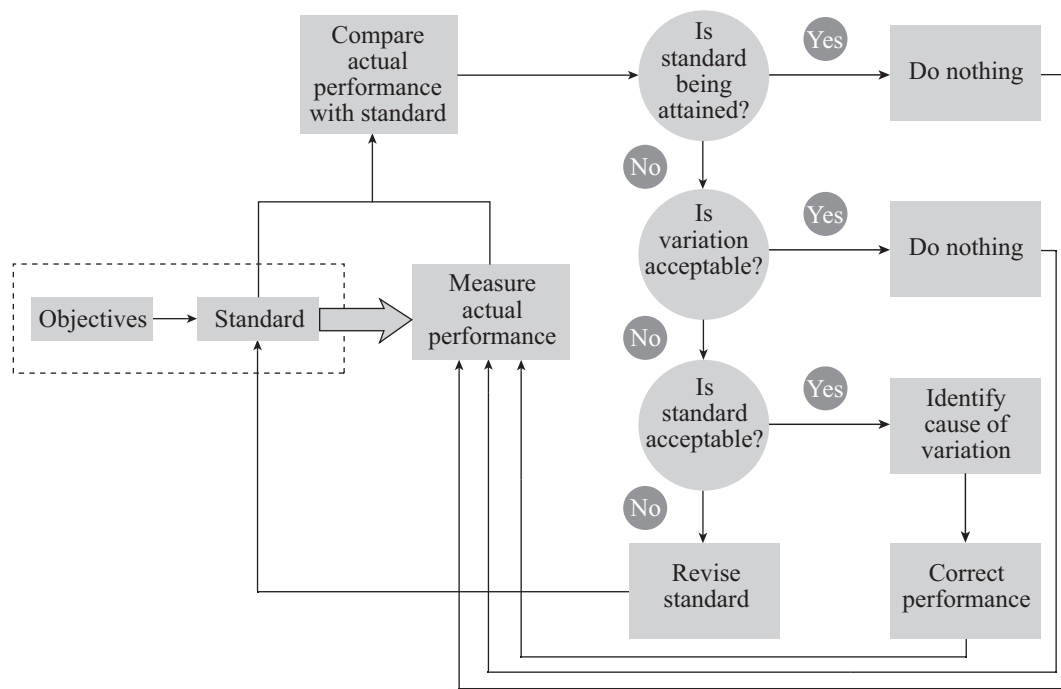 Compare
actual
performance
with standard
Is
standard
being
attained?
Yes
Do nothing
No
Is
variation
acceptable?
Yes
Do nothing
Objectives
Standard
Measure
actual
performance
No
Is
standard
acceptable?
Yes
Identify
cause of
variation
No
Revise
standard
Correct
performance